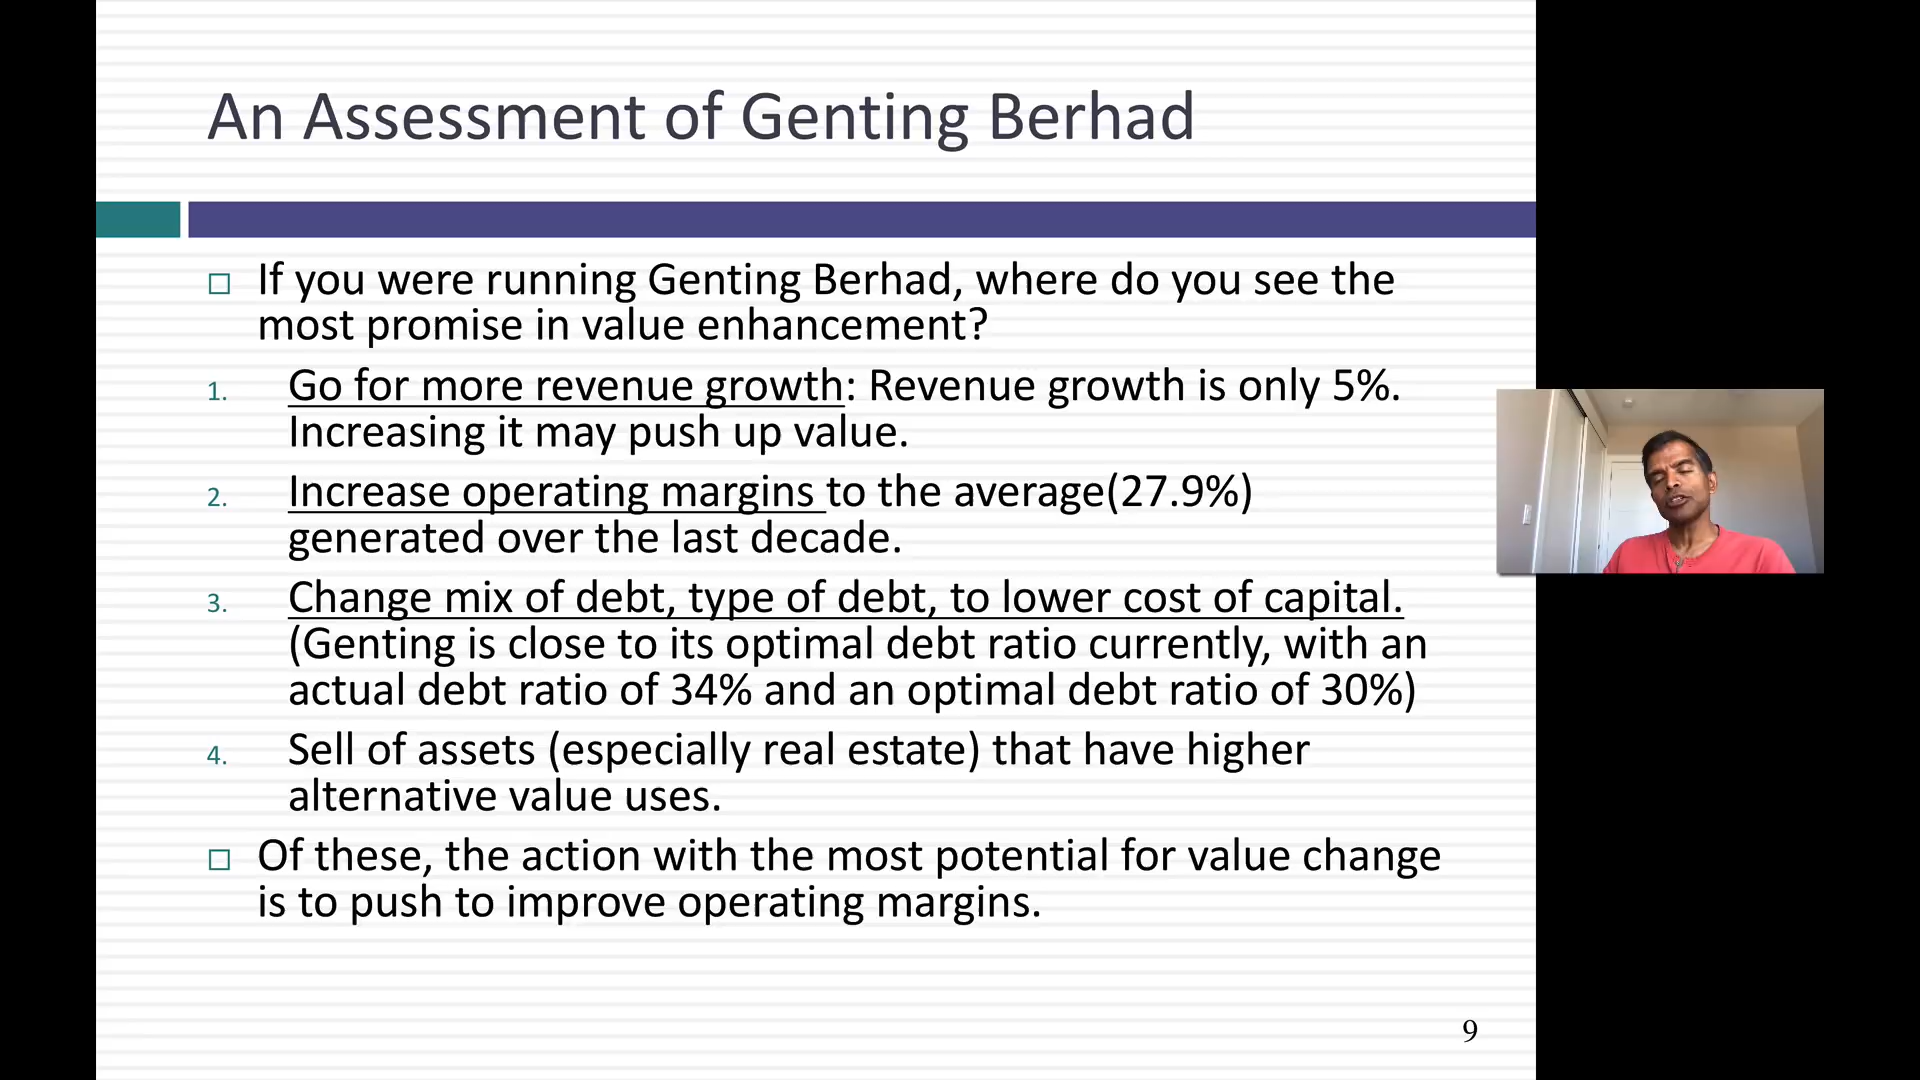 An Assessment of Genting Berhad
□ If you were running Genting Berhad, where do you see the
most promise in value enhancement?
1. Go for more revenue growth: Revenue growth is only 5%.
Increasing it may push up value.
2. Increase operating margins to the average(27.9%)
generated over the last decade.
3. Change mix of debt, type of debt, to lower cost of capital.
(Genting is close to its optimal debt ratio currently, with an
actual debt ratio of 34% and an optimal debt ratio of 30%)
4. Sell of assets (especially real estate) that have higher
alternative value uses.
□ Of these, the action with the most potential for value change
is to push to improve operating margins.
9